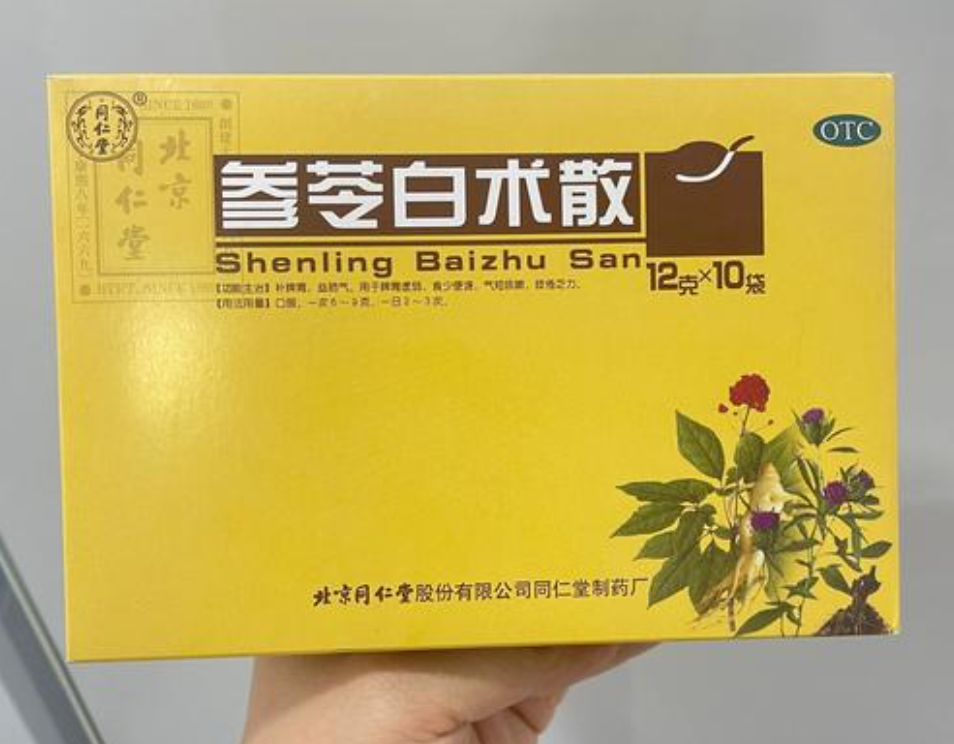 同仁堂
®
SINCE 1669
北京
同仁堂
OTC
参苓白术散
Shenling Baizhu San
12克×10袋
【功能主治】补脾胃，益肺气。用于脾胃虚弱，食少便溏，气短咳嗽，肢倦乏力。
【用法用量】口服，一次6～9克，一日2～3次。
北京同仁堂股份有限公司同仁堂制药厂